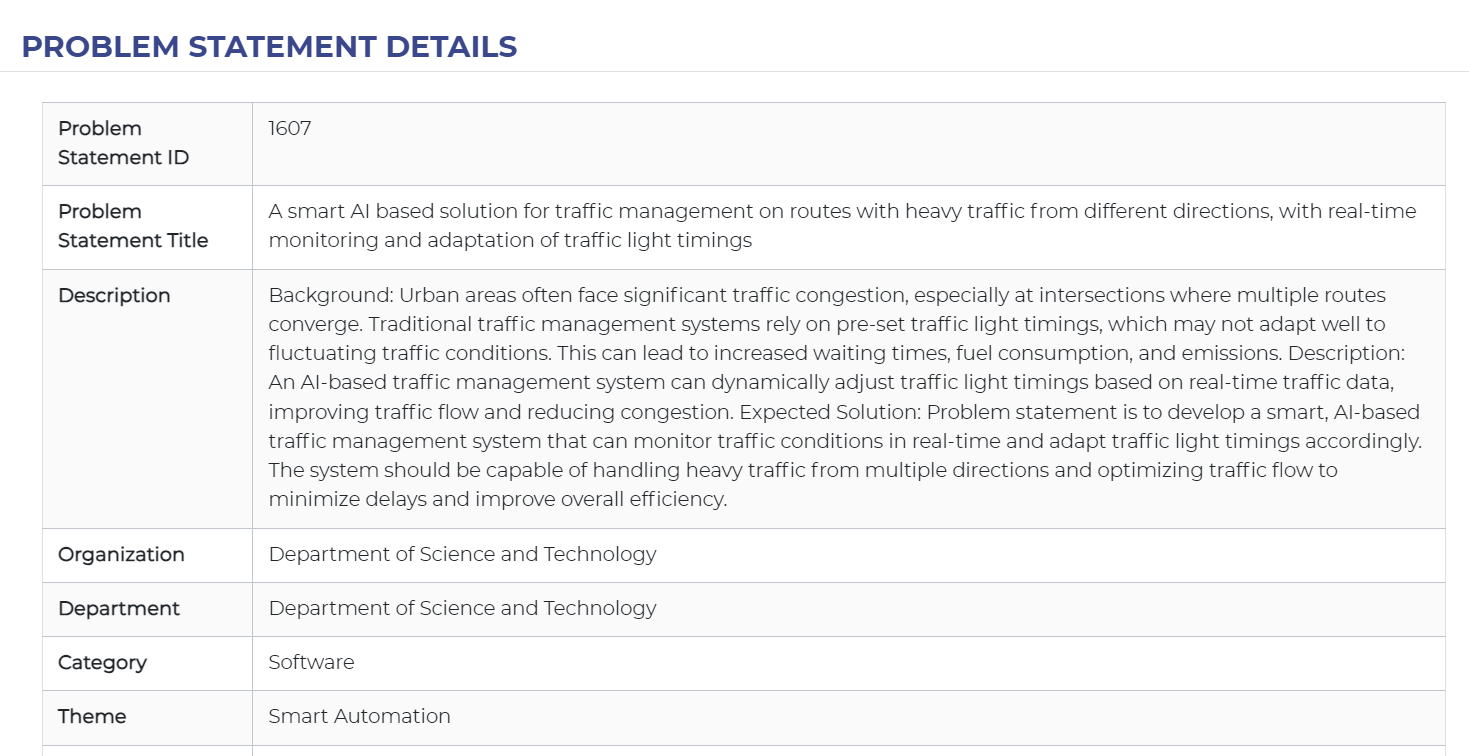 PROBLEM STATEMENT DETAILS
Problem
Statement ID
1607
Problem
Statement Title
A smart AI based solution for traffic management on routes with heavy traffic from different directions, with real-time
monitoring and adaptation of traffic light timings
Description
Background: Urban areas often face significant traffic congestion, especially at intersections where multiple routes
converge. Traditional traffic management systems rely on pre-set traffic light timings, which may not adapt well to
fluctuating traffic conditions. This can lead to increased waiting times, fuel consumption, and emissions. Description:
An AI-based traffic management system can dynamically adjust traffic light timings based on real-time traffic data,
improving traffic flow and reducing congestion. Expected Solution: Problem statement is to develop a smart, AI-based
traffic management system that can monitor traffic conditions in real-time and adapt traffic light timings accordingly.
The system should be capable of handling heavy traffic from multiple directions and optimizing traffic flow to
minimize delays and improve overall efficiency.
Organization
Department of Science and Technology
Department
Department of Science and Technology
Category
Software
Theme
Smart Automation